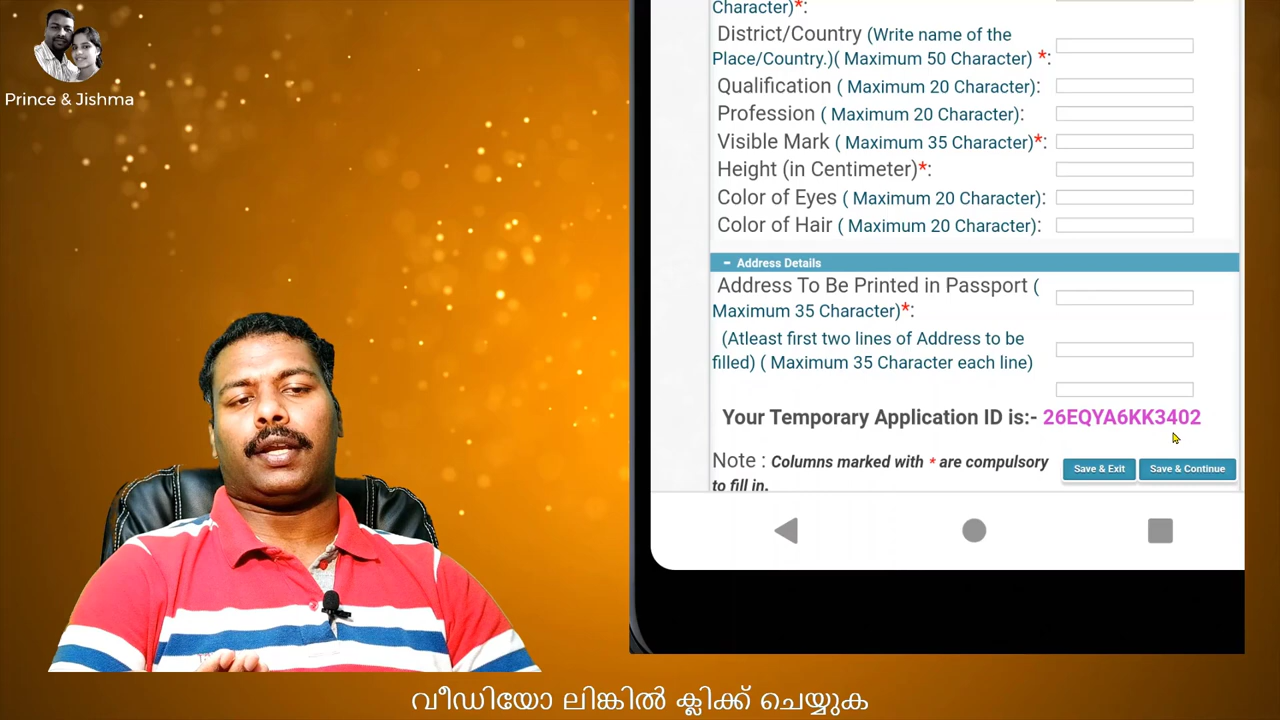 Prince & Jishma
Character)*:
District/Country (Write name of the
Place/Country.)( Maximum 50 Character) *:
Qualification ( Maximum 20 Character):
Profession ( Maximum 20 Character):
Visible Mark ( Maximum 35 Character)*:
Height (in Centimeter)*:
Color of Eyes ( Maximum 20 Character):
Color of Hair ( Maximum 20 Character):
− Address Details
Address To Be Printed in Passport (
Maximum 35 Character)*:
(Atleast first two lines of Address to be
filled) ( Maximum 35 Character each line)
Your Temporary Application ID is:- 26EQYA6KK3402
Note : Columns marked with * are compulsory
to fill in.
Save & Exit
Save & Continue
വീഡിയോ ലിങ്കിൽ ക്ലിക്ക് ചെയ്യുക